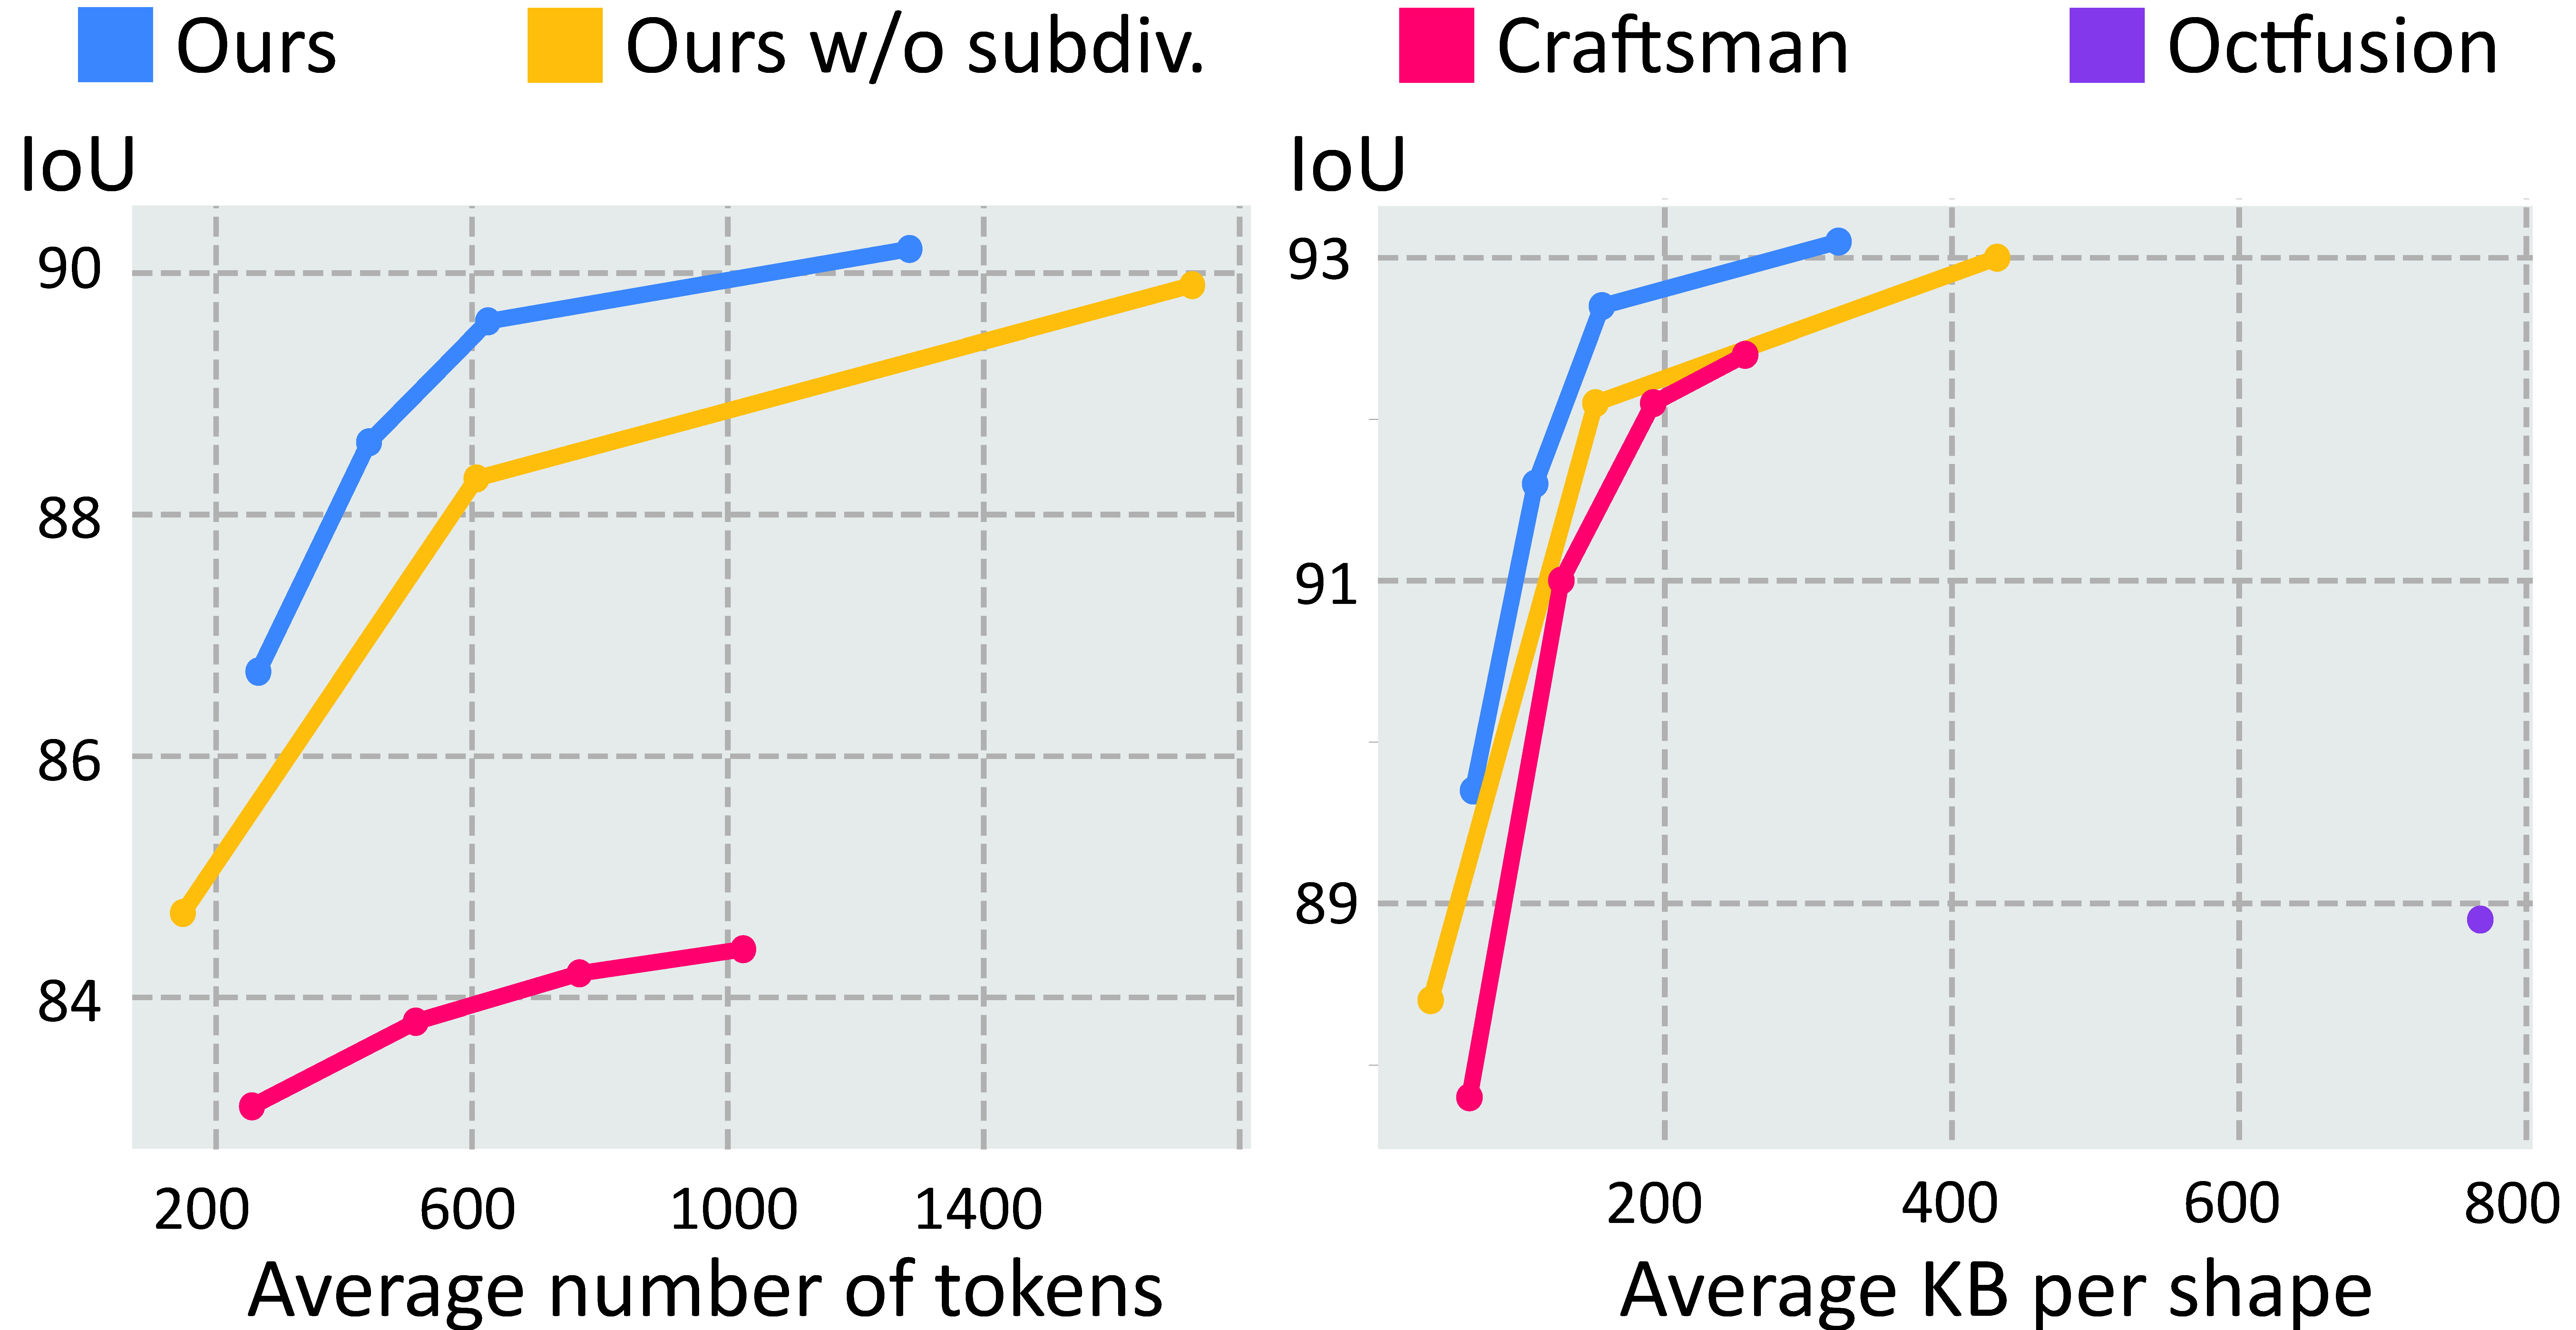 Ours Ours w/o subdiv. Craftsman Octfusion
IoU
90
88
86
84
200 600 1000 1400
Average number of tokens
IoU
93
91
89
200 400 600 800
Average KB per shape